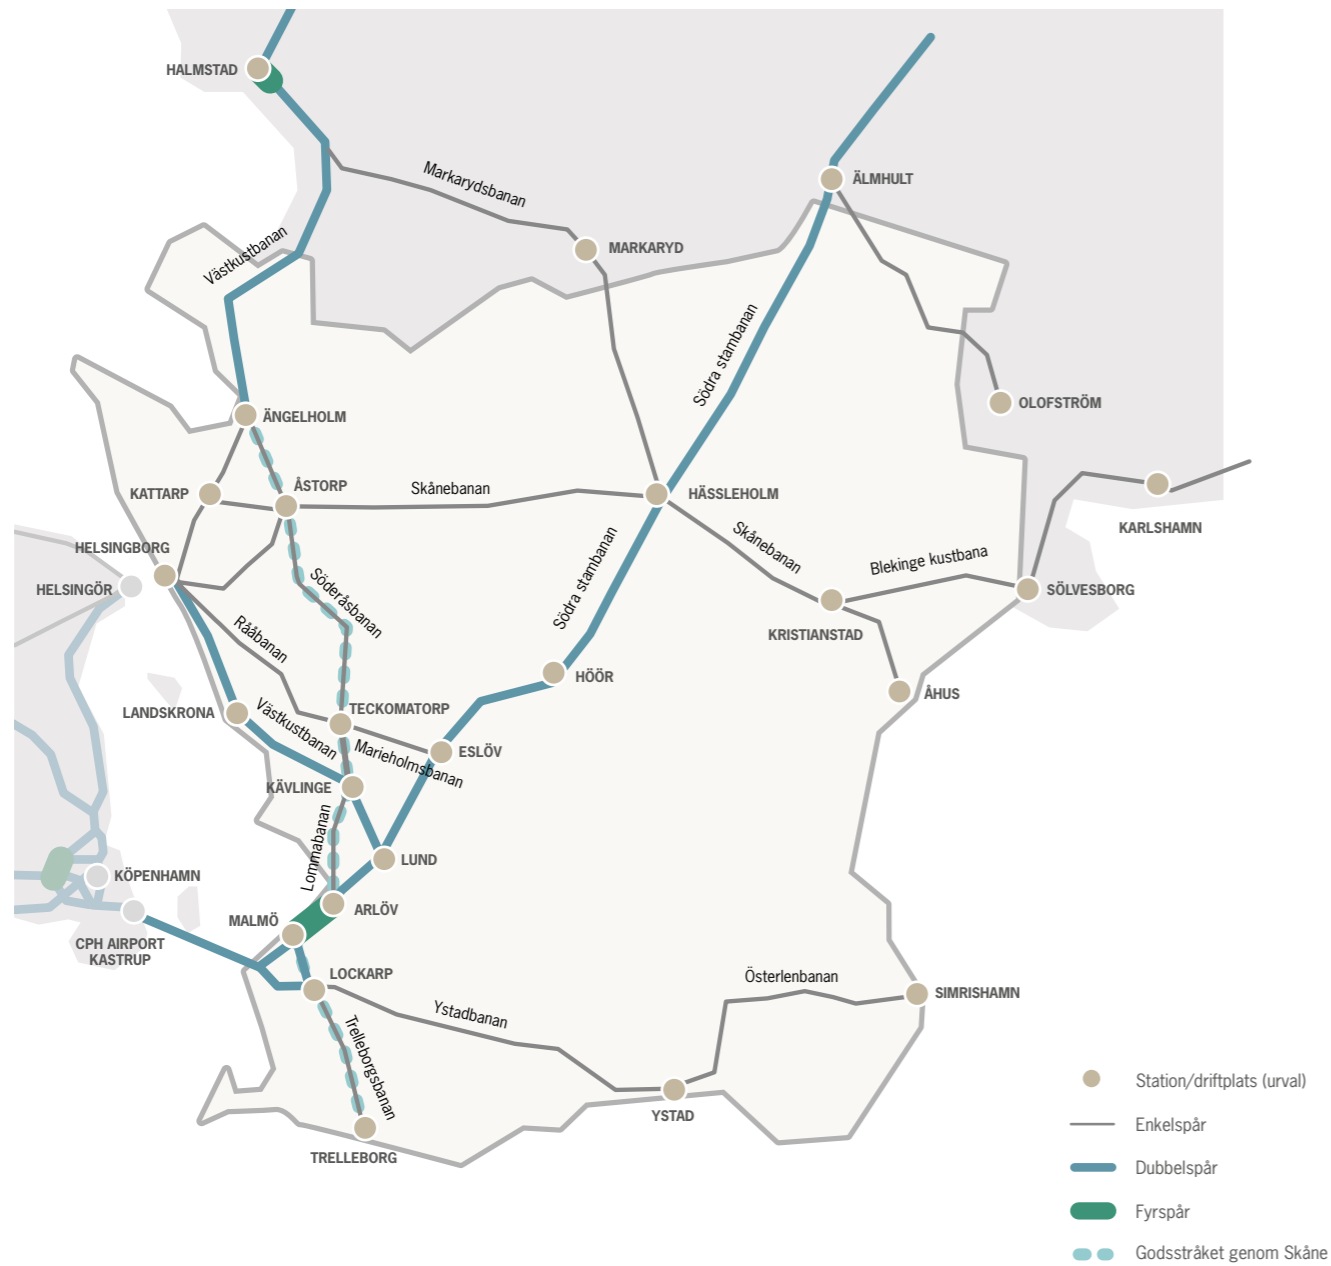 HALMSTAD
Markarydsbanan
ÄLMHULT
Västkustbanan
MARKARYD
Södra stambanan
ÄNGELHOLM
OLOFSTRÖM
KATTARP
ÅSTORP
Skånebanan
HÄSSLEHOLM
KARLSHAMN
HELSINGBORG
Södra stambanan
Skånebanan
Blekinge kustbana
HELSINGÖR
Söderåsbanan
SÖLVESBORG
Rååbanan
KRISTIANSTAD
HÖÖR
ÅHUS
LANDSKRONA
Västkustbanan
TECKOMATORP
Marieholmsbanan
ESLÖV
KÄVLINGE
Lommabanan
LUND
KÖPENHAMN
ARLÖV
MALMÖ
CPH AIRPORT
KASTRUP
LOCKARP
Österlenbanan
SIMRISHAMN
Ystadbanan
Trelleborgsbanan
YSTAD
TRELLEBORG
Station/driftplats (urval)
Enkelspår
Dubbelspår
Fyrspår
Godsstråket genom Skåne